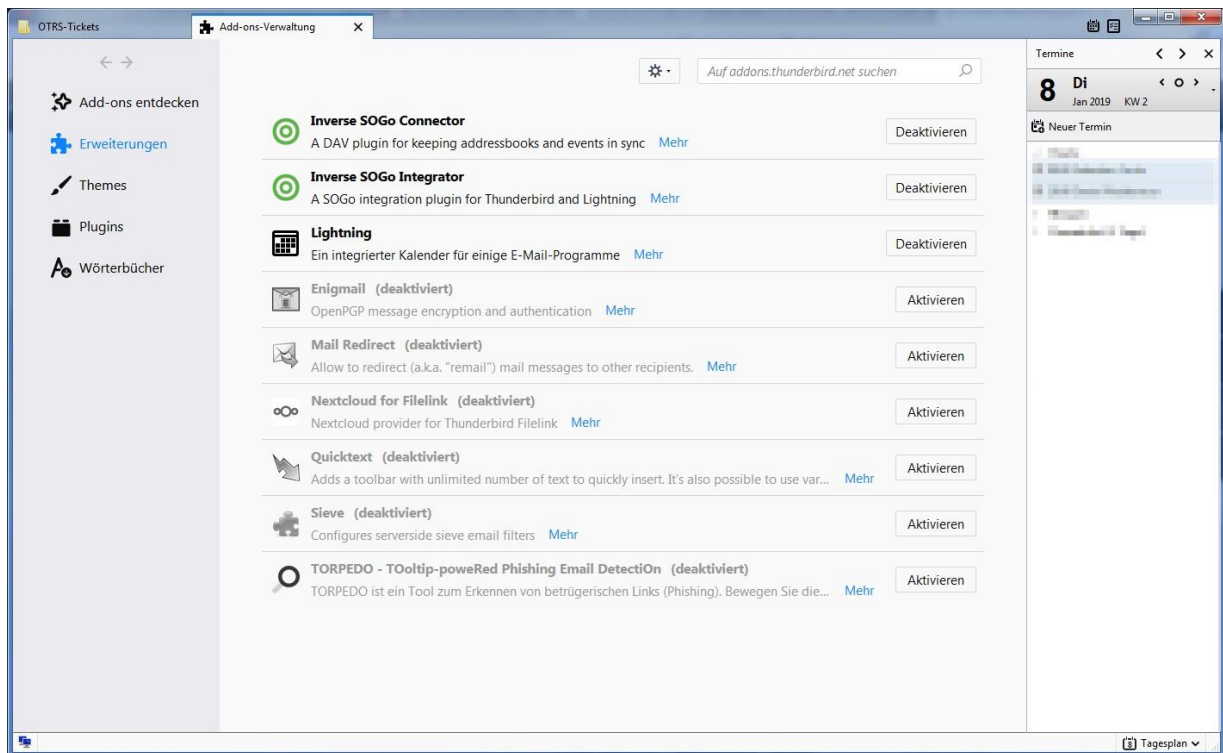 OTRS-Tickets
Add-ons-Verwaltung
Auf addons.thunderbird.net suchen
Add-ons entdecken
Erweiterungen
Themes
Plugins
Wörterbücher
Inverse SOGo Connector
A DAV plugin for keeping addressbooks and events in sync Mehr
Deaktivieren
Inverse SOGo Integrator
A SOGo integration plugin for Thunderbird and Lightning Mehr
Deaktivieren
Lightning
Ein integrierter Kalender für einige E-Mail-Programme Mehr
Deaktivieren
Enigmail (deaktiviert)
OpenPGP message encryption and authentication Mehr
Aktivieren
Mail Redirect (deaktiviert)
Allow to redirect (a.k.a. "remail") mail messages to other recipients. Mehr
Aktivieren
Nextcloud for Filelink (deaktiviert)
Nextcloud provider for Thunderbird Filelink Mehr
Aktivieren
Quicktext (deaktiviert)
Adds a toolbar with unlimited number of text to quickly insert. It's also possible to use var... Mehr
Aktivieren
Sieve (deaktiviert)
Configures serverside sieve email filters Mehr
Aktivieren
TORPEDO - TOoltip-poweRed Phishing Email DetectiOn (deaktiviert)
TORPEDO ist ein Tool zum Erkennen von betrügerischen Links (Phishing). Bewegen Sie die... Mehr
Aktivieren
Termine
8 Di
Jan 2019 KW 2
Neuer Termin
Tagesplan